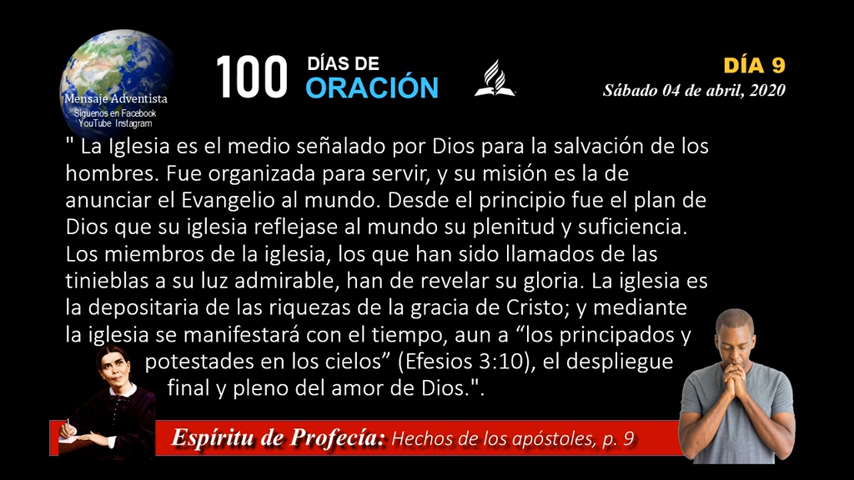 Mensaje Adventista
Síguenos en Facebook
YouTube Instagram
100 DÍAS DE
ORACIÓN
DÍA 9
Sábado 04 de abril, 2020
" La Iglesia es el medio señalado por Dios para la salvación de los
hombres. Fue organizada para servir, y su misión es la de
anunciar el Evangelio al mundo. Desde el principio fue el plan de
Dios que su iglesia reflejase al mundo su plenitud y suficiencia.
Los miembros de la iglesia, los que han sido llamados de las
tinieblas a su luz admirable, han de revelar su gloria. La iglesia es
la depositaria de las riquezas de la gracia de Cristo; y mediante
la iglesia se manifestará con el tiempo, aun a “los principados y
potestades en los cielos” (Efesios 3:10), el despliegue
final y pleno del amor de Dios.".
Espíritu de Profecía: Hechos de los apóstoles, p. 9